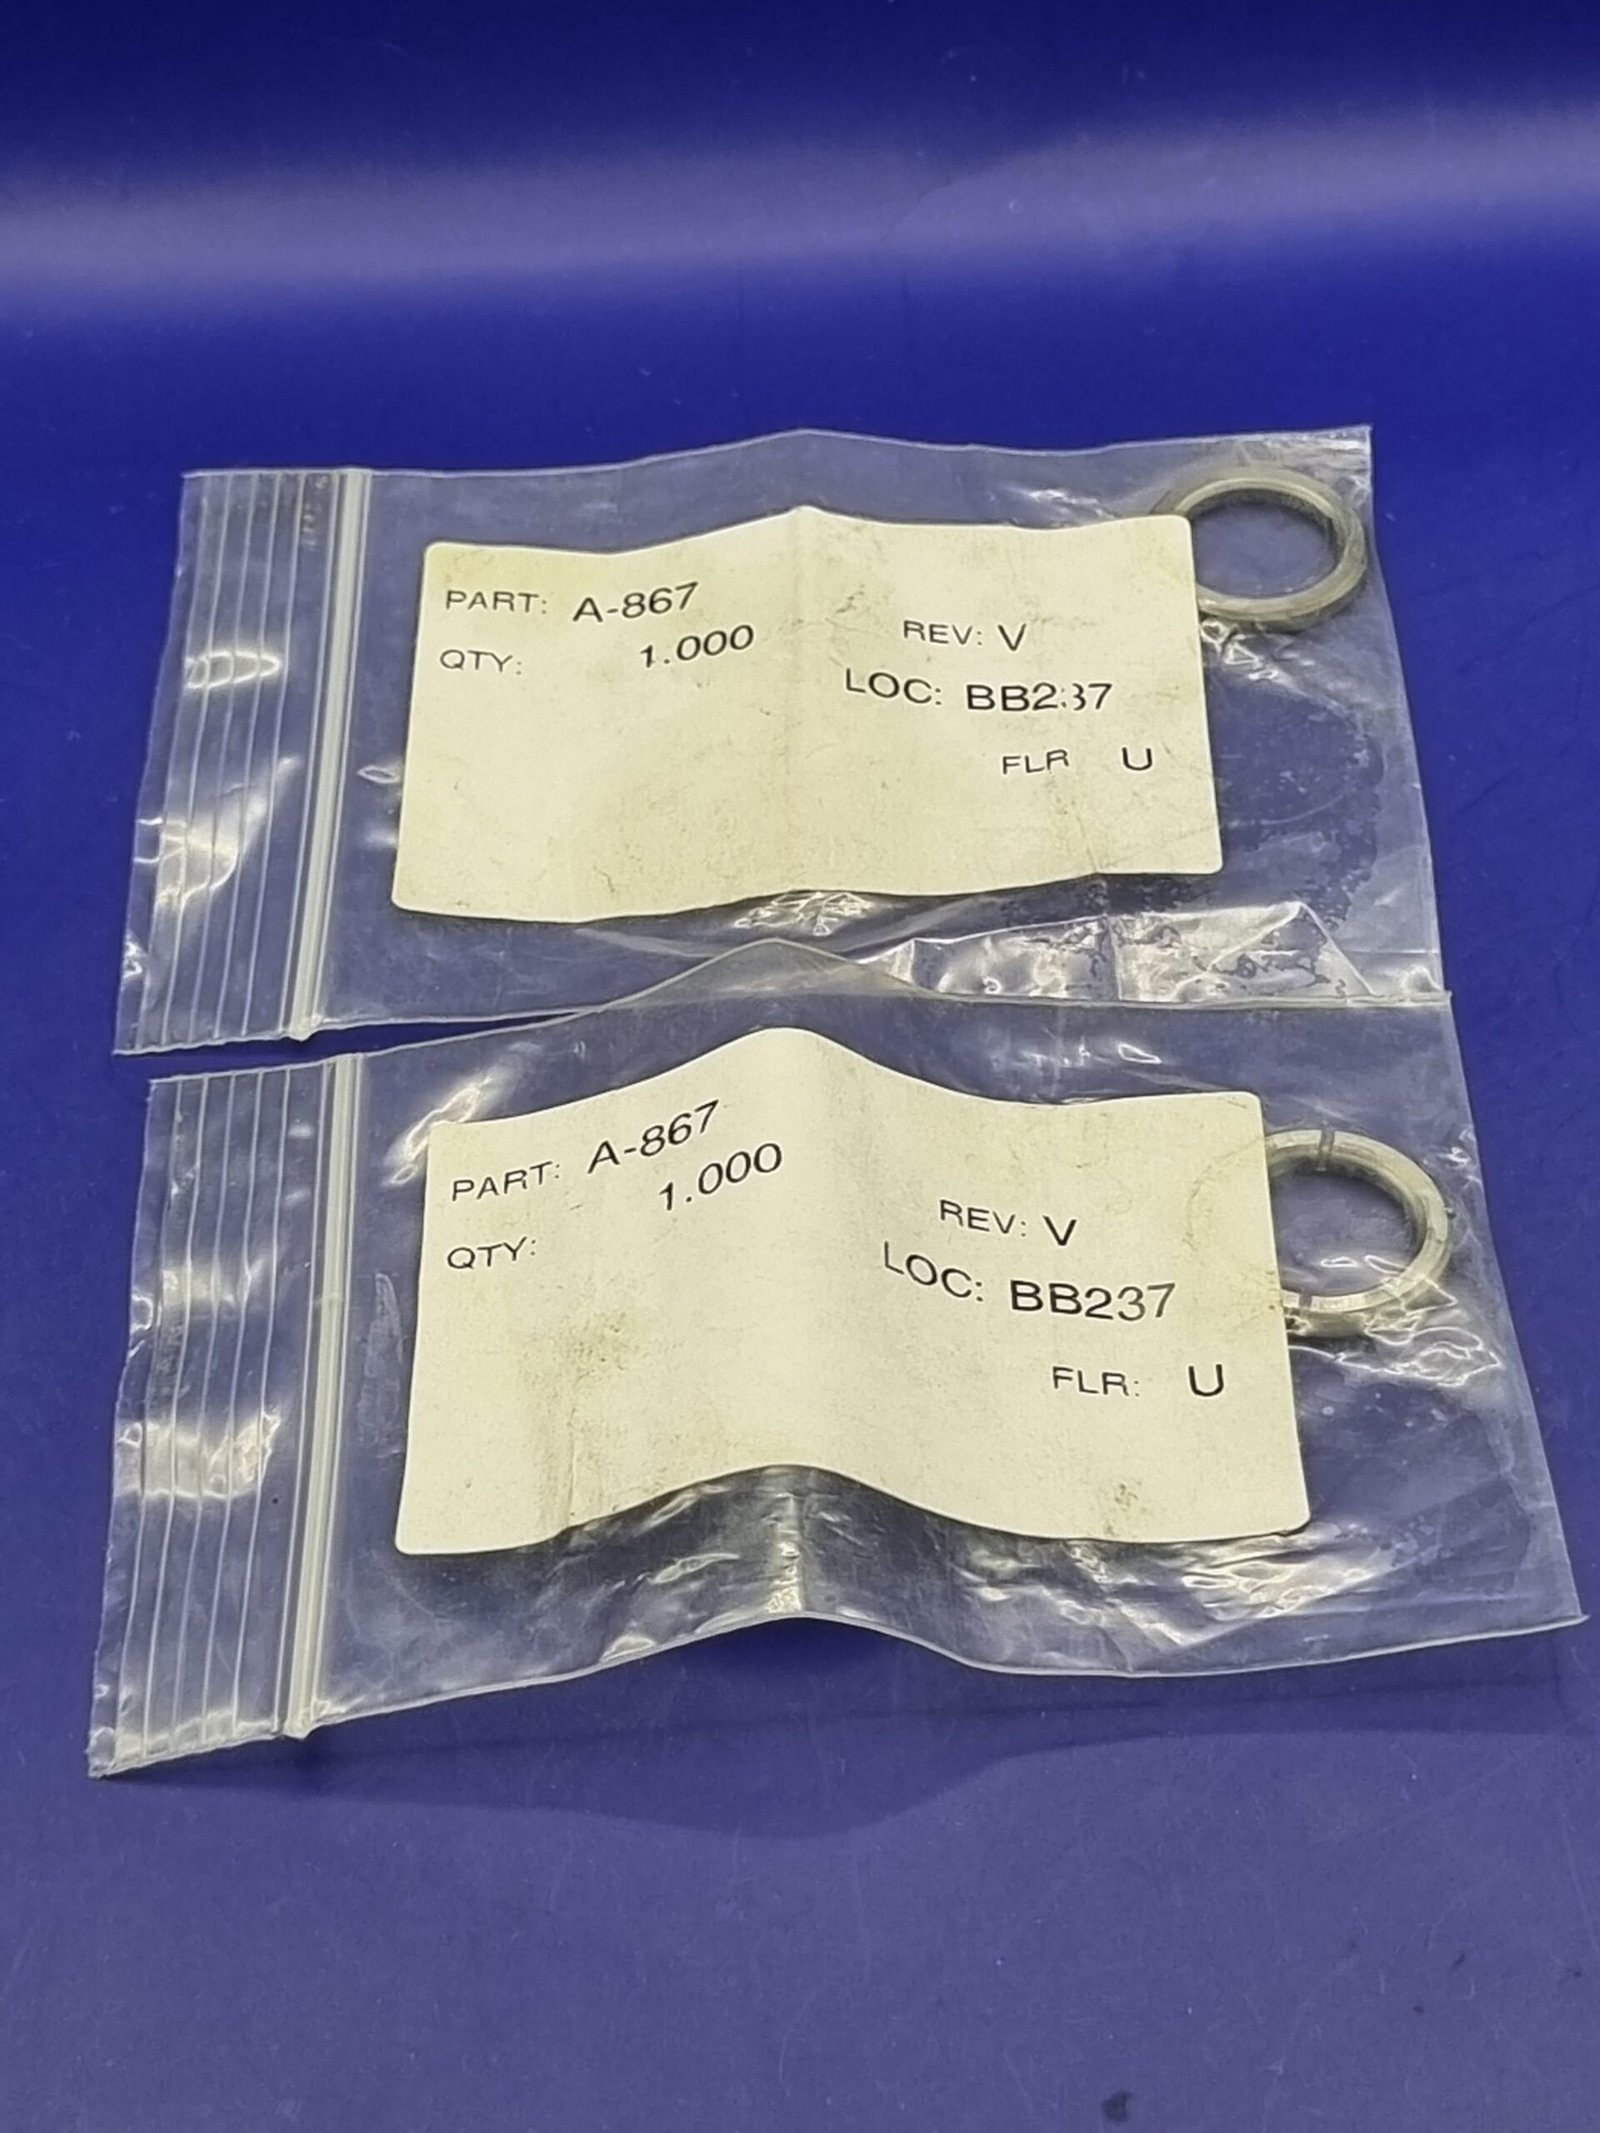 PART: A-867
QTY: 1.000
REV: V
LOC: BB237
FLR U
PART: A-867
QTY: 1.000
REV: V
LOC: BB237
FLR: U